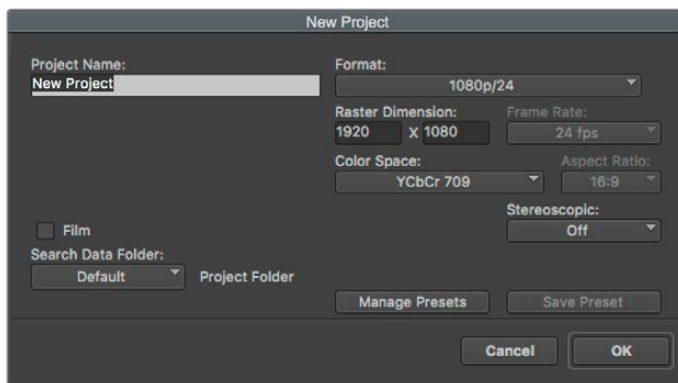 New Project
Project Name:
New Project
Format:
1080p/24
Raster Dimension:
Frame Rate:
1920 x 1080
24 fps
Color Space:
Aspect Ratio:
YCbCr 709
16:9
Stereoscopic:
Off
Film
Search Data Folder:
Default
Project Folder
Manage Presets
Save Preset
Cancel
OK